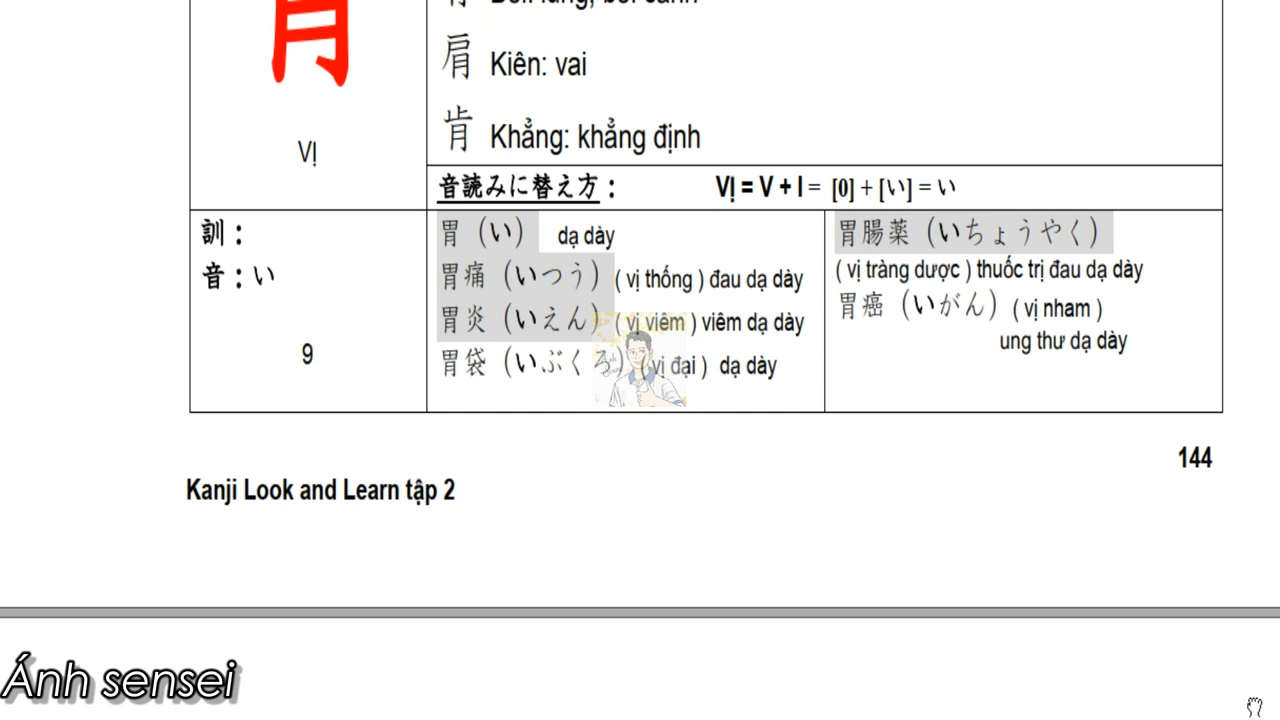 肩 Kiên: vai
肯 Khẳng: khẳng định
Vị
音読みに替え方： Vị = V + I = [0] + [い] = い
訓：
音：い
9
胃（い） dạ dày
胃痛（いつう）( vị thống ) đau dạ dày
胃炎（いえん）( vị viêm ) viêm dạ dày
胃袋（いぶくろ）( vị đại ) dạ dày
胃腸薬（いちょうやく）
( vị tràng dược ) thuốc trị đau dạ dày
胃癌（いがん）( vị nham )
ung thư dạ dày
144
Kanji Look and Learn tập 2
Ánh sensei